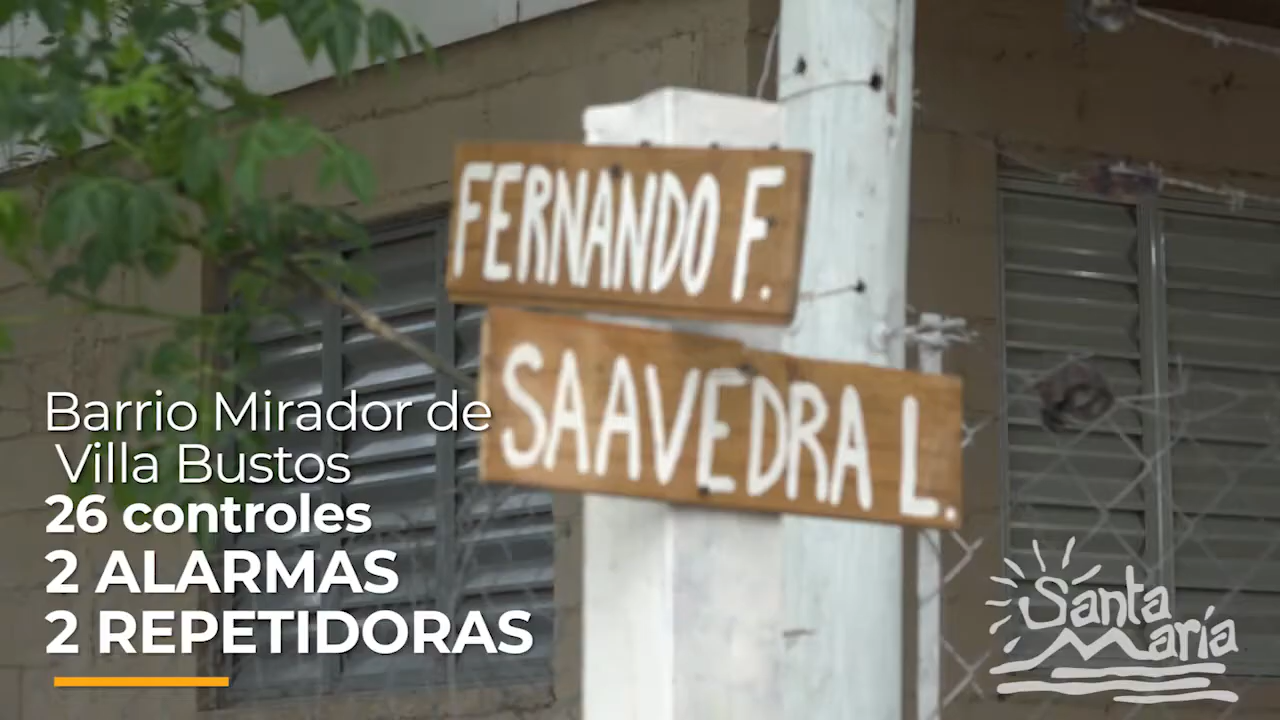 FERNANDO F.
SAAVEDRA L.
Barrio Mirador de
Villa Bustos
26 controles
2 ALARMAS
2 REPETIDORAS
Santa
María